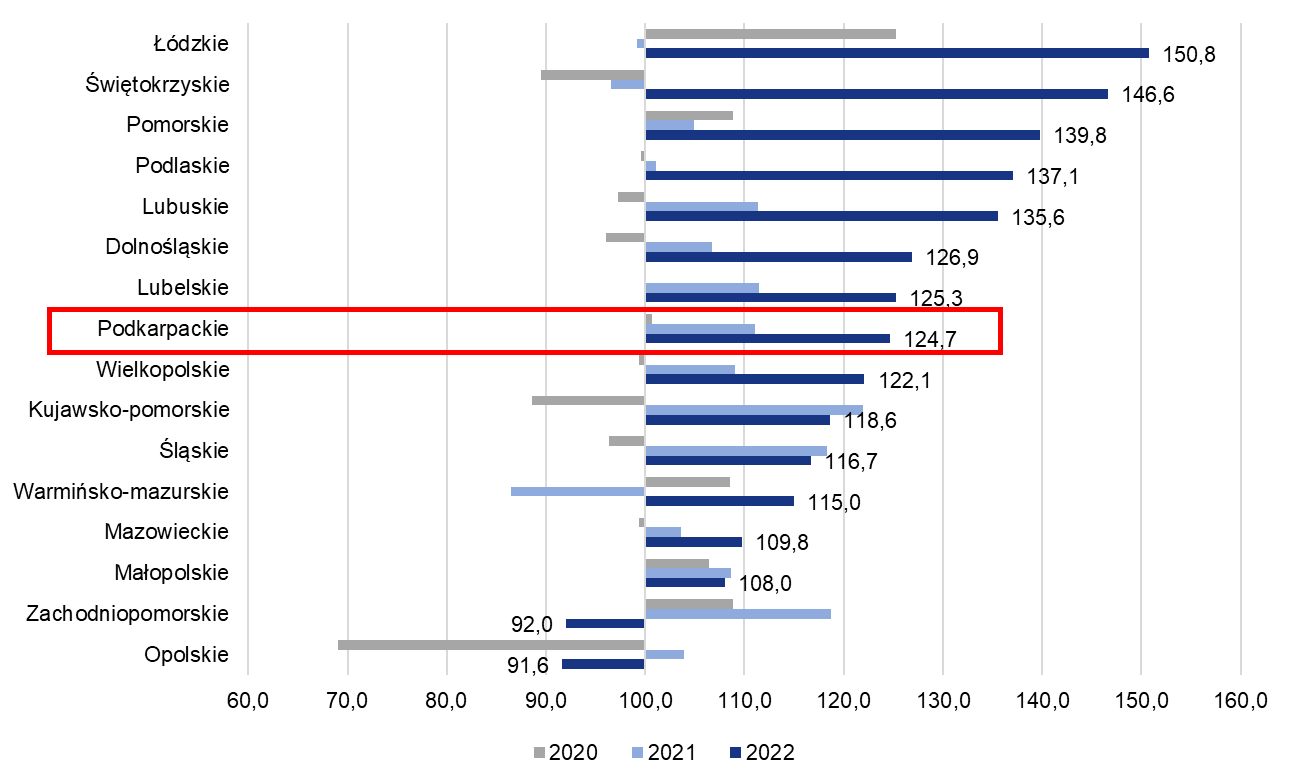 Łódzkie 150,8
Świętokrzyskie 146,6
Pomorskie 139,8
Podlaskie 137,1
Lubuskie 135,6
Dolnośląskie 126,9
Lubelskie 125,3
Podkarpackie 124,7
Wielkopolskie 122,1
Kujawsko-pomorskie 118,6
Śląskie 116,7
Warmińsko-mazurskie 115,0
Mazowieckie 109,8
Małopolskie 108,0
Zachodniopomorskie 92,0
Opolskie 91,6
60,0 70,0 80,0 90,0 100,0 110,0 120,0 130,0 140,0 150,0 160,0
2020 2021 2022